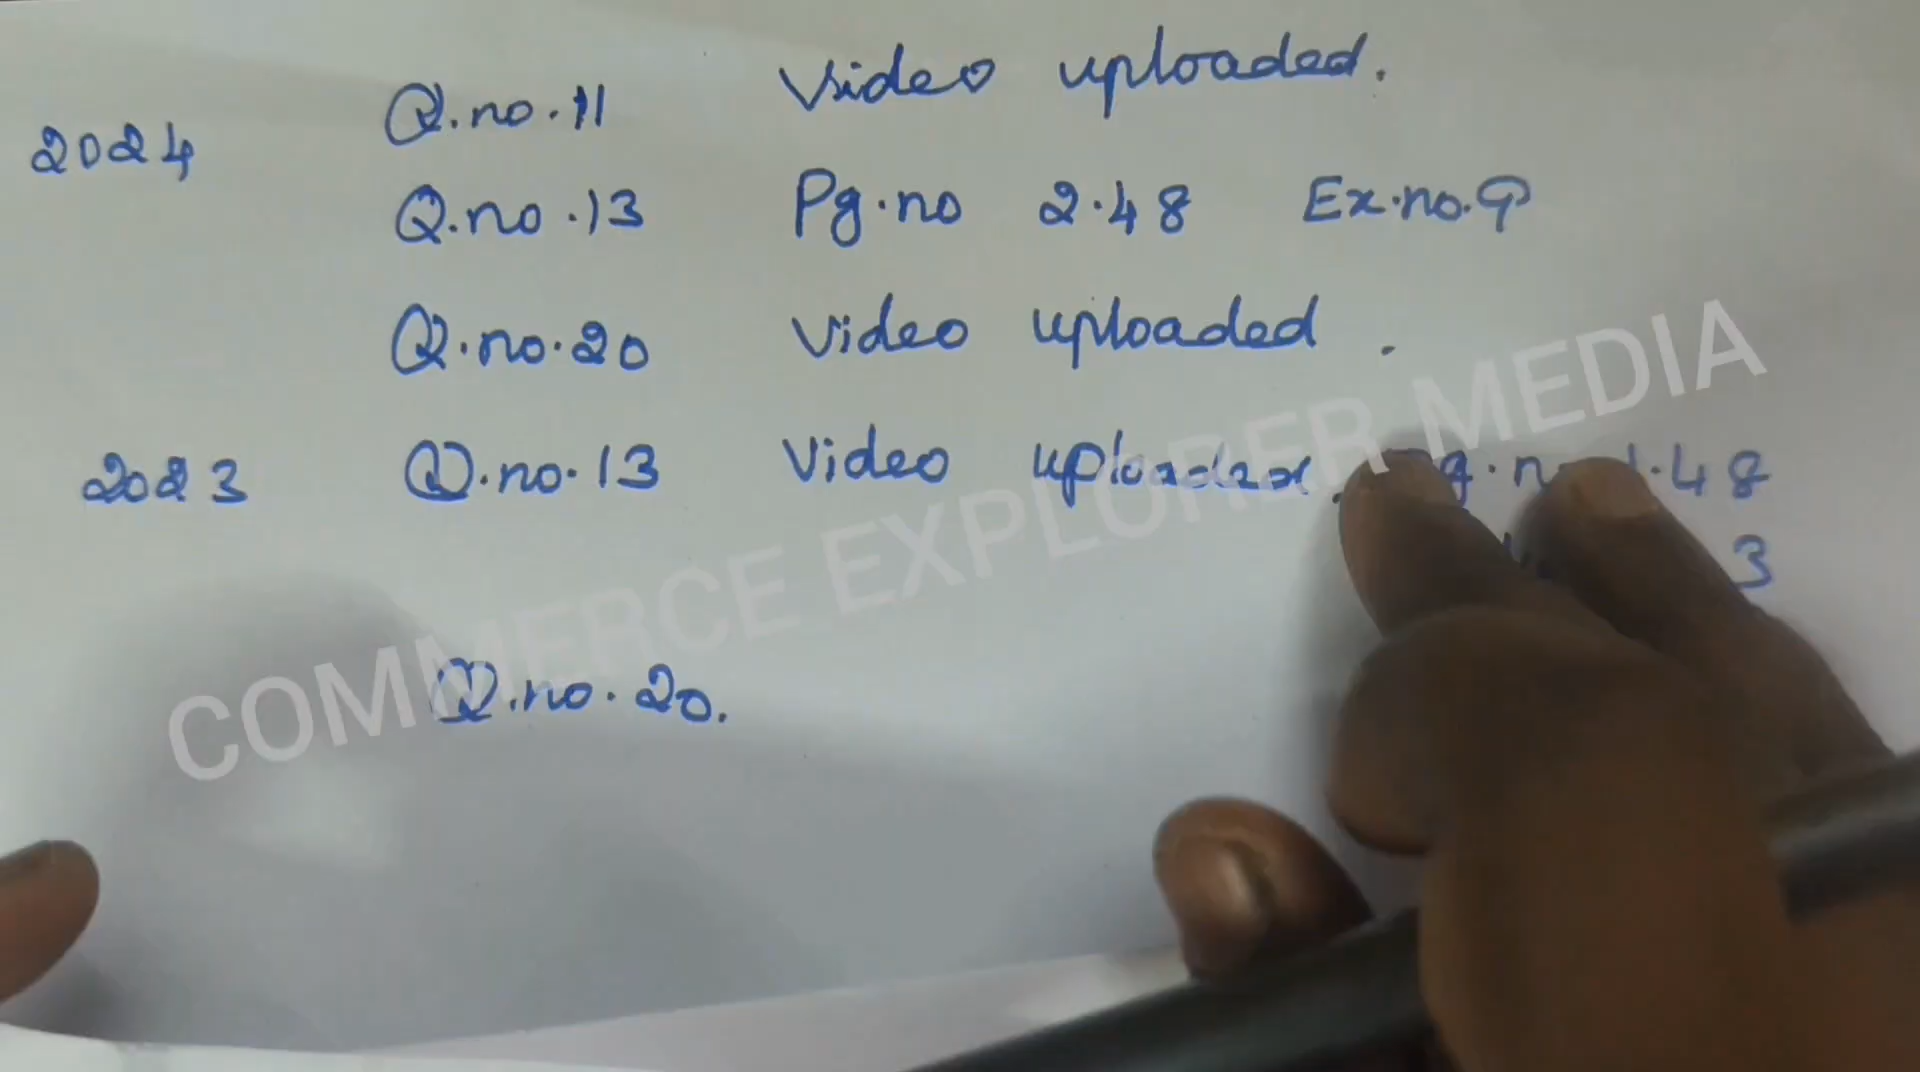 2024 Q.no.11 Video uploaded.
Q.no.13 Pg.no 2.48 Ex.no.9
Q.no.20 Video uploaded.
2023 Q.no.13 Video uploaded. .48
3
Q.no.20.
COMMERCE EXPLORER MEDIA